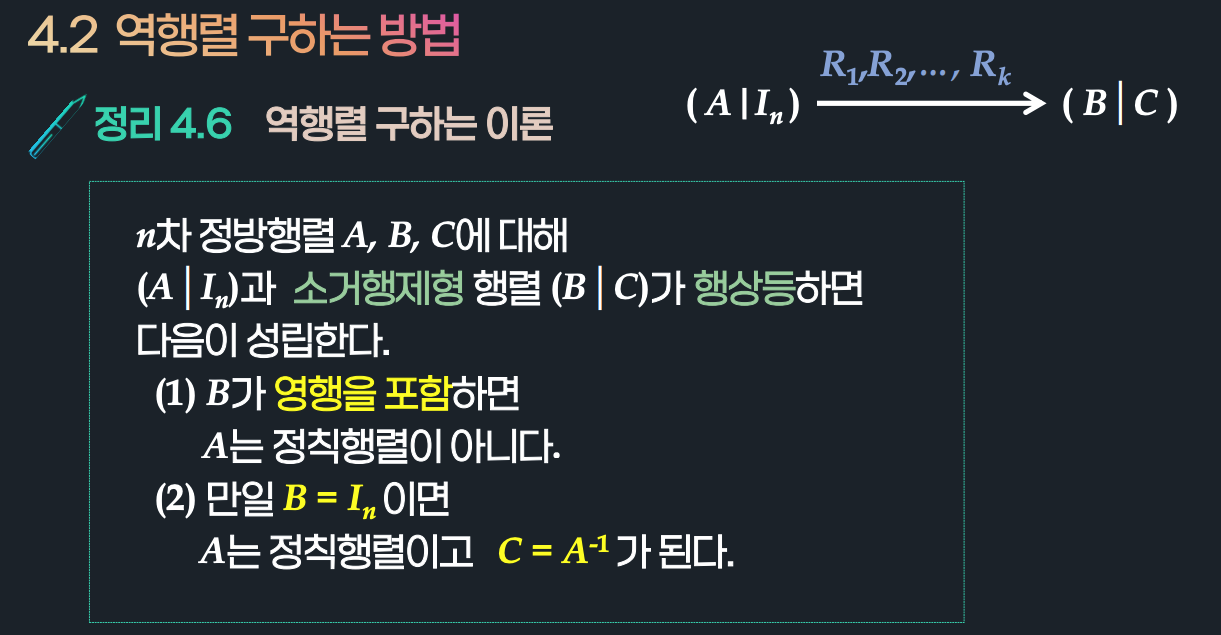 4.2 역행렬 구하는 방법
R₁,R₂,..., Rₖ
( A | Iₙ ) ( B | C )
정리 4.6 역행렬 구하는 이론
n차 정방행렬 A, B, C에 대해
(A | Iₙ)과 소거행제형 행렬 (B | C)가 행상등하면
다음이 성립한다.
(1) B가 영행을 포함하면
A는 정칙행렬이 아니다.
(2) 만일 B = Iₙ 이면
A는 정칙행렬이고 C = A⁻¹ 가 된다.